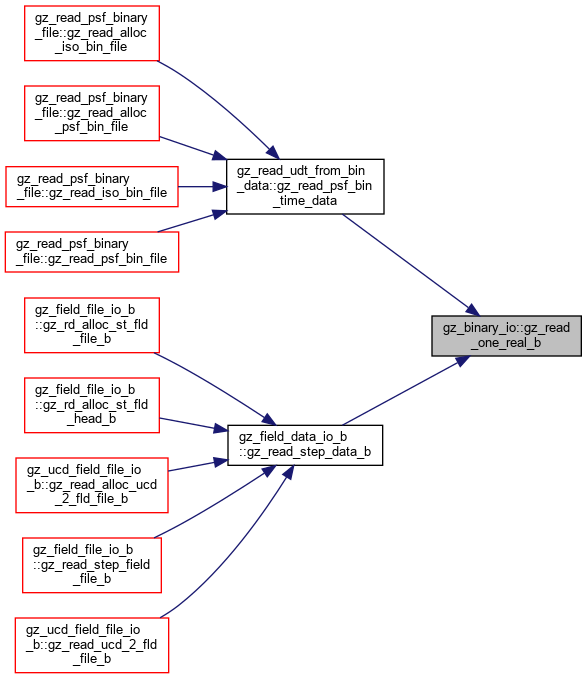 gz_read_psf_binary
_file::gz_read_alloc
_iso_bin_file
gz_read_psf_binary
_file::gz_read_alloc
_psf_bin_file
gz_read_psf_binary
_file::gz_read_iso_bin_file
gz_read_psf_binary
_file::gz_read_psf_bin_file
gz_read_udt_from_bin
_data::gz_read_psf_bin
_time_data
gz_binary_io::gz_read
_one_real_b
gz_field_file_io_b
::gz_rd_alloc_st_fld
_file_b
gz_field_file_io_b
::gz_rd_alloc_st_fld
_head_b
gz_field_data_io_b
::gz_read_step_data_b
gz_ucd_field_file_io
_b::gz_read_alloc_ucd
_2_fld_file_b
gz_field_file_io_b
::gz_read_step_field
_file_b
gz_ucd_field_file_io
_b::gz_read_ucd_2_fld
_file_b